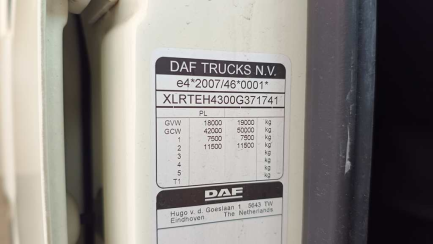 DAF TRUCKS N.V.
e4*2007/46*0001*
XLRTEH4300G371741
PL
GVW 18000 19000 kg
GCW 42000 50000 kg
1 7500 7500 kg
2 11500 11500 kg
3 kg
4 kg
5 kg
T1 kg
DAF
Hugo v. d. Goeslaan 1 5643 TW
Eindhoven. The Netherlands